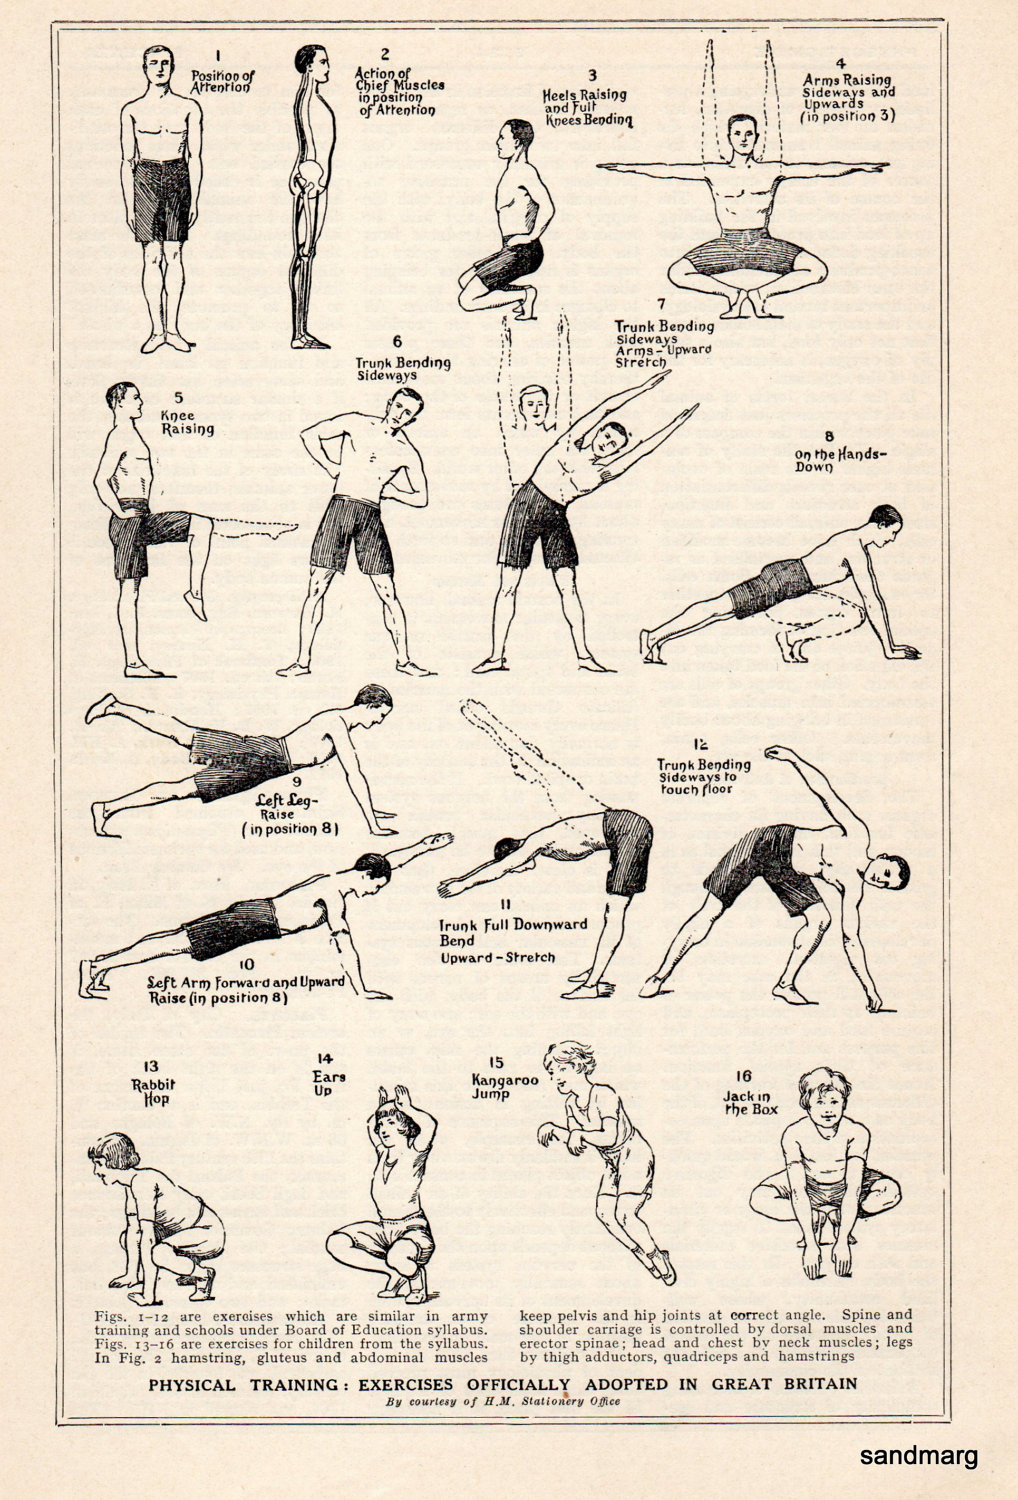 1
Position of
Attention
2
Action of
Chief Muscles
in position
of Attention
3
Heels Raising
and Full
Knees Bending
4
Arms Raising
Sideways and
Upwards
(in position 3)
5
Knee
Raising
6
Trunk Bending
Sideways
7
Trunk Bending
Sideways
Arms-Upward
Stretch
8
On the Hands-
Down
9
Left Leg-
Raise
(in position 8)
10
Left Arm Forward and Upward
Raise (in position 8)
11
Trunk Full Downward
Bend
Upward-Stretch
12
Trunk Bending
Sideways to
touch floor
13
Rabbit
Hop
14
Ears
Up
15
Kangaroo
Jump
16
Jack in
the Box
Figs. 1-12 are exercises which are similar in army
training and schools under Board of Education syllabus.
Figs. 13-16 are exercises for children from the syllabus.
In Fig. 2 hamstring, gluteus and abdominal muscles
keep pelvis and hip joints at correct angle. Spine and
shoulder carriage is controlled by dorsal muscles and
erector spinae; head and chest by neck muscles; legs
by thigh adductors, quadriceps and hamstrings
PHYSICAL TRAINING: EXERCISES OFFICIALLY ADOPTED IN GREAT BRITAIN
By courtesy of H.M. Stationery Office
sandmarg